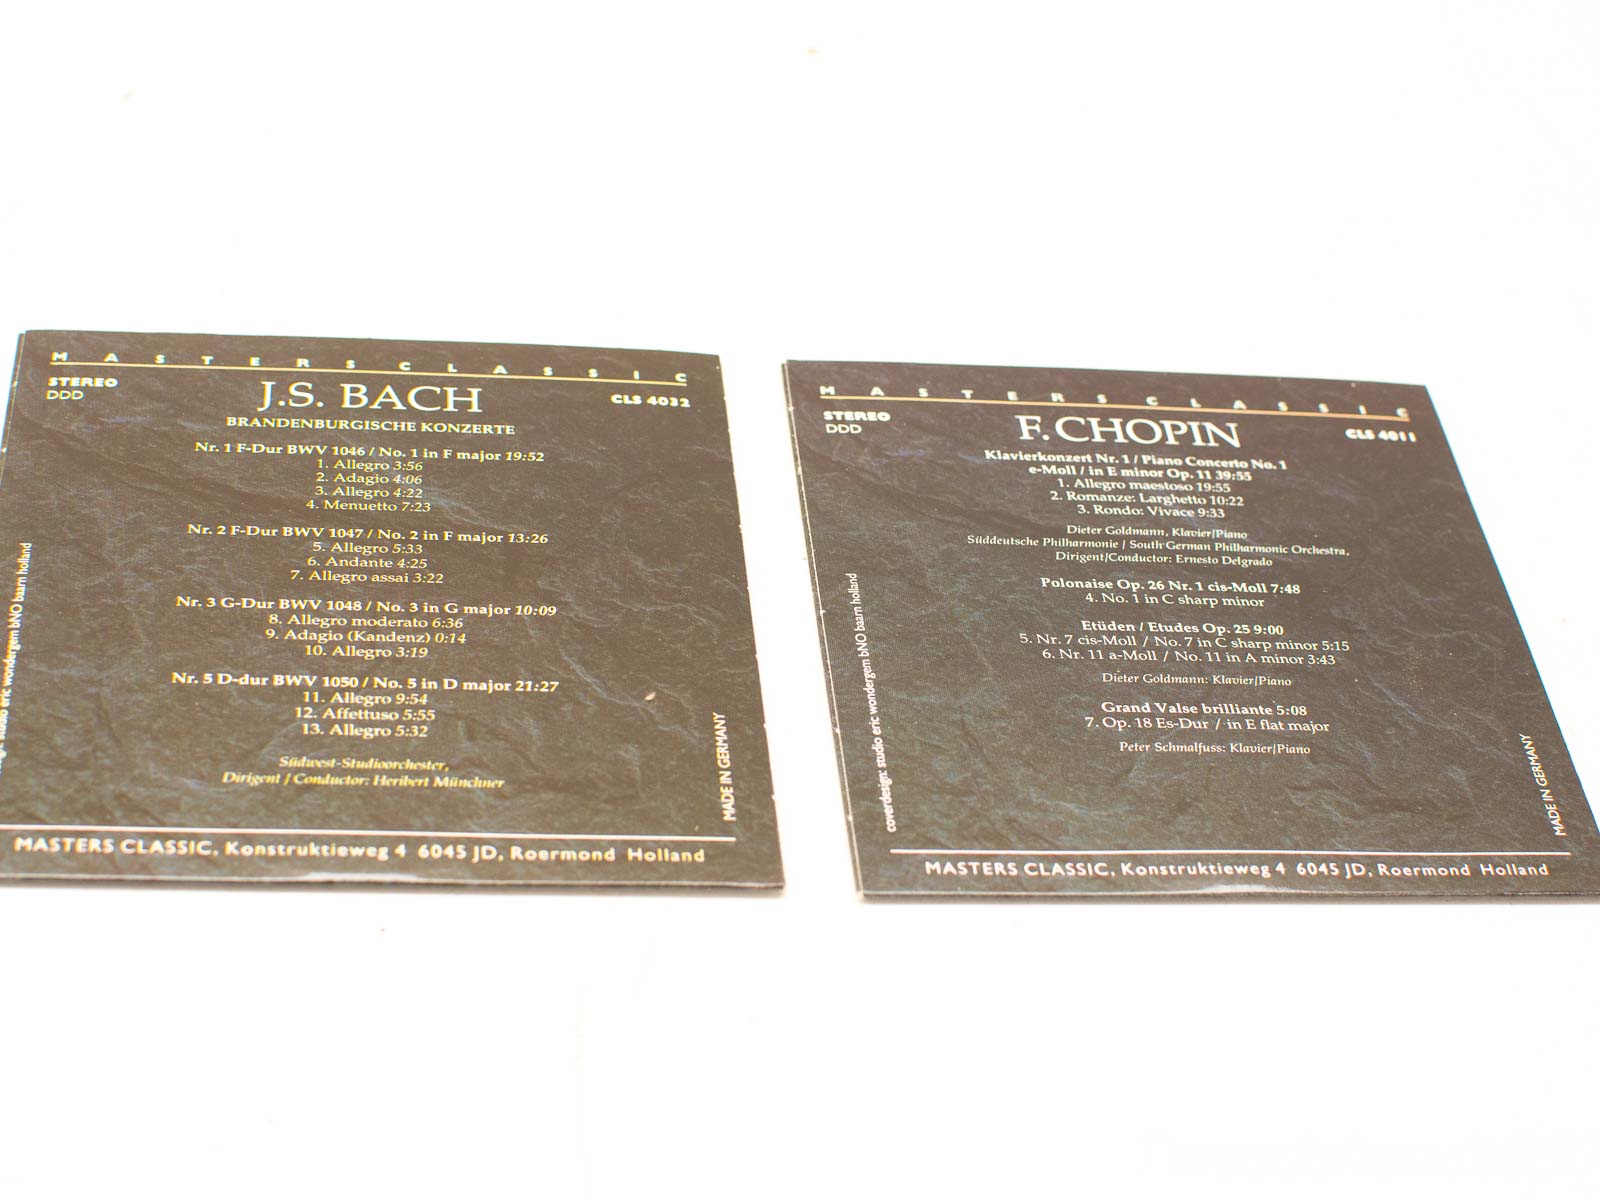 MASTERS CLASSIC
STEREO
DDD
CLS 4032
J.S. BACH
BRANDENBURGISCHE KONZERTE
Nr. 1 F-Dur BWV 1046 / No. 1 in F major 19:52
1. Allegro 3:56
2. Adagio 4:06
3. Allegro 4:22
4. Menuetto 7:23
Nr. 2 F-Dur BWV 1047 / No. 2 in F major 13:26
5. Allegro 5:33
6. Andante 4:25
7. Allegro assai 3:22
Nr. 3 G-Dur BWV 1048 / No. 3 in G major 10:09
8. Allegro moderato 6:36
9. Adagio (Kandenz) 0:14
10. Allegro 3:19
Nr. 5 D-dur BWV 1050 / No. 5 in D major 21:27
11. Allegro 9:54
12. Affettuso 5:55
13. Allegro 5:32
Südwest-Studioorchester,
Dirigent / Conductor: Heribert Münchner
studio eric wondergem bNO baarn holland
MADE IN GERMANY
MASTERS CLASSIC, Konstruktieweg 4 6045 JD, Roermond Holland
MASTERS CLASSIC
STEREO
DDD
CLS 4011
F. CHOPIN
Klavierkonzert Nr. 1 / Piano Concerto No. 1
e-Moll / in E minor Op. 11 39:55
1. Allegro maestoso 19:55
2. Romanze: Larghetto 10:22
3. Rondo: Vivace 9:33
Dieter Goldmann, Klavier/Piano
Süddeutsche Philharmonie / South German Philharmonic Orchestra,
Dirigent/Conductor: Ernesto Delgrado
Polonaise Op. 26 Nr. 1 cis-Moll 7:48
4. No. 1 in C sharp minor
Etüden / Etudes Op. 25 9:00
5. Nr. 7 cis-Moll / No. 7 in C sharp minor 5:15
6. Nr. 11 a-Moll / No. 11 in A minor 3:43
Dieter Goldmann: Klavier/Piano
Grand Valse brilliante 5:08
7. Op. 18 Es-Dur / in E flat major
Peter Schmalfuss: Klavier/Piano
coverdesign: studio eric wondergem bNO baarn holland
MADE IN GERMANY
MASTERS CLASSIC, Konstruktieweg 4 6045 JD, Roermond Holland